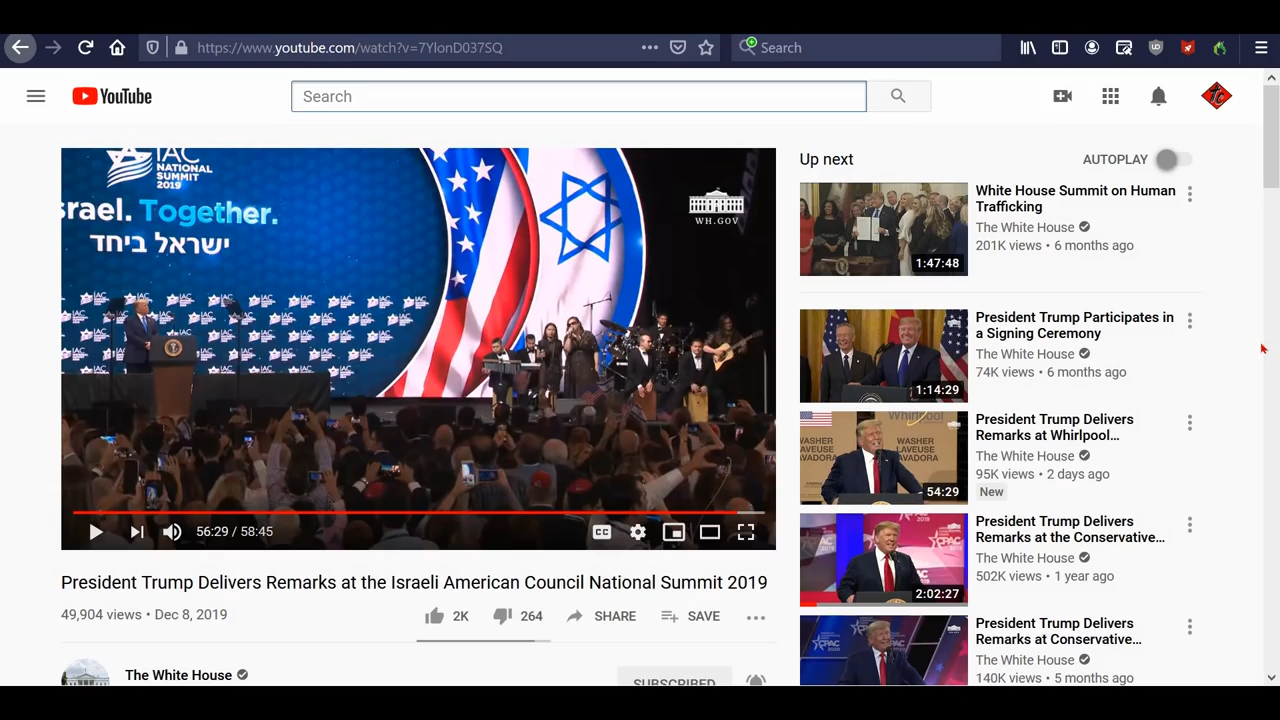 https://www.youtube.com/watch?v=7YIonD037SQ
Search
YouTube
Search
IAC
NATIONAL
SUMMIT
2019
srael. Together.
ישראל ביחד
WH.GOV
56:29 / 58:45
CC
President Trump Delivers Remarks at the Israeli American Council National Summit 2019
49,904 views • Dec 8, 2019
2K
264
SHARE
SAVE
The White House
SUBSCRIBED
Up next
AUTOPLAY
White House Summit on Human
Trafficking
The White House
201K views • 6 months ago
1:47:48
President Trump Participates in
a Signing Ceremony
The White House
74K views • 6 months ago
1:14:29
Whirlpool
WASHER
LAVEUSE
LAVADORA
President Trump Delivers
Remarks at Whirlpool...
The White House
95K views • 2 days ago
New
54:29
CPAC
President Trump Delivers
Remarks at the Conservative...
The White House
502K views • 1 year ago
2:02:27
President Trump Delivers
Remarks at Conservative...
The White House
140K views • 5 months ago